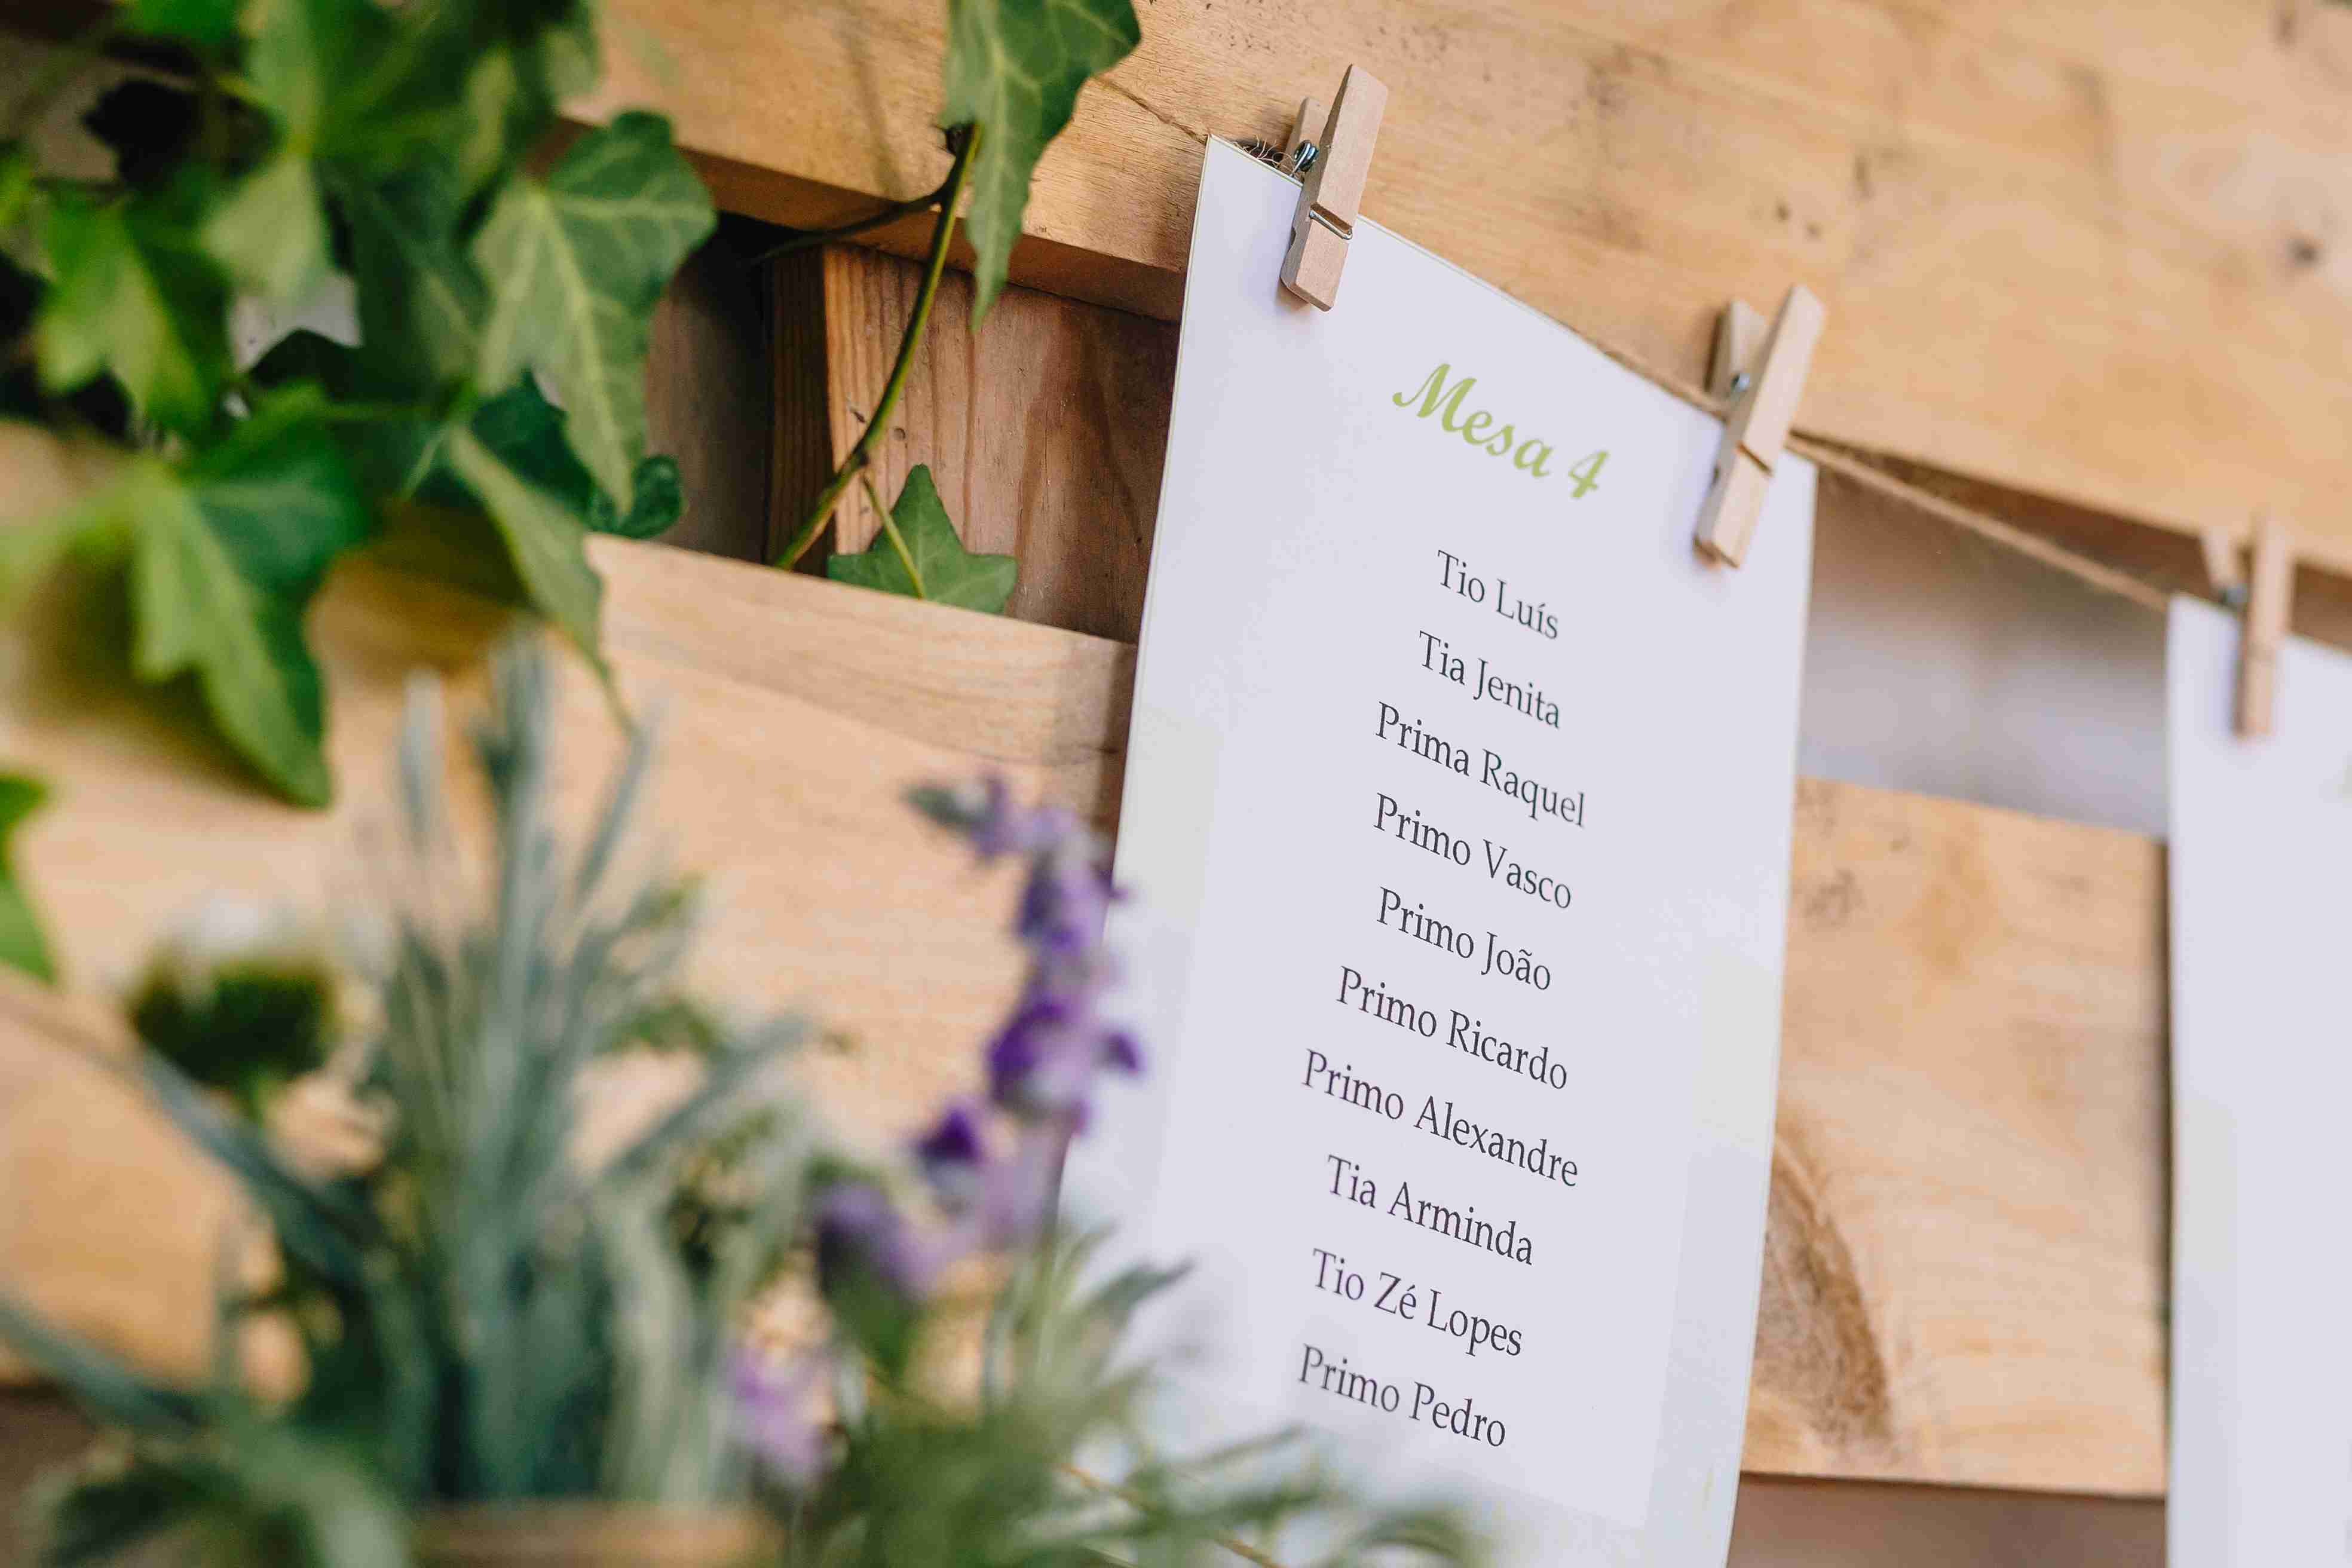 Mesa 4
Tio Luís
Tia Jenita
Prima Raquel
Primo Vasco
Primo João
Primo Ricardo
Primo Alexandre
Tia Arminda
Tio Zé Lopes
Primo Pedro